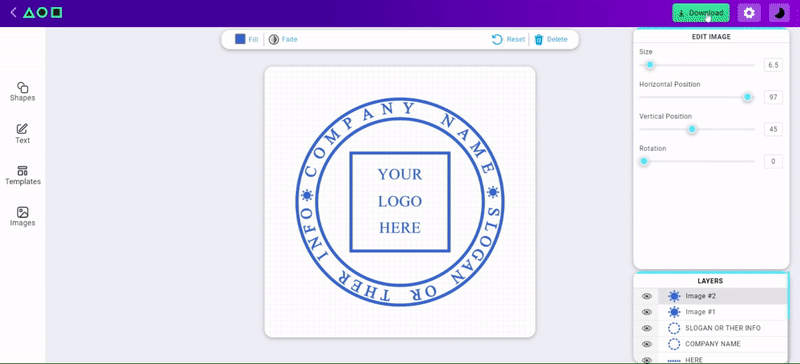 Download
Fill
Fade
Reset
Delete
EDIT IMAGE
Size
6.5
Horizontal Position
97
Vertical Position
45
Rotation
0
Shapes
Text
Templates
Images
COMPANY NAME
SLOGAN OR THER INFO
YOUR
LOGO
HERE
LAYERS
Image #2
Image #1
SLOGAN OR THER INFO
COMPANY NAME
HERE